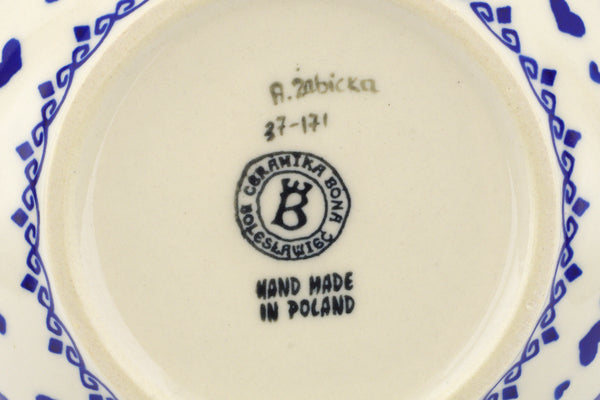 A. Żabicka
37-171
CERAMIKA BONA
B
BOLESŁAWIEC
HAND MADE
IN POLAND